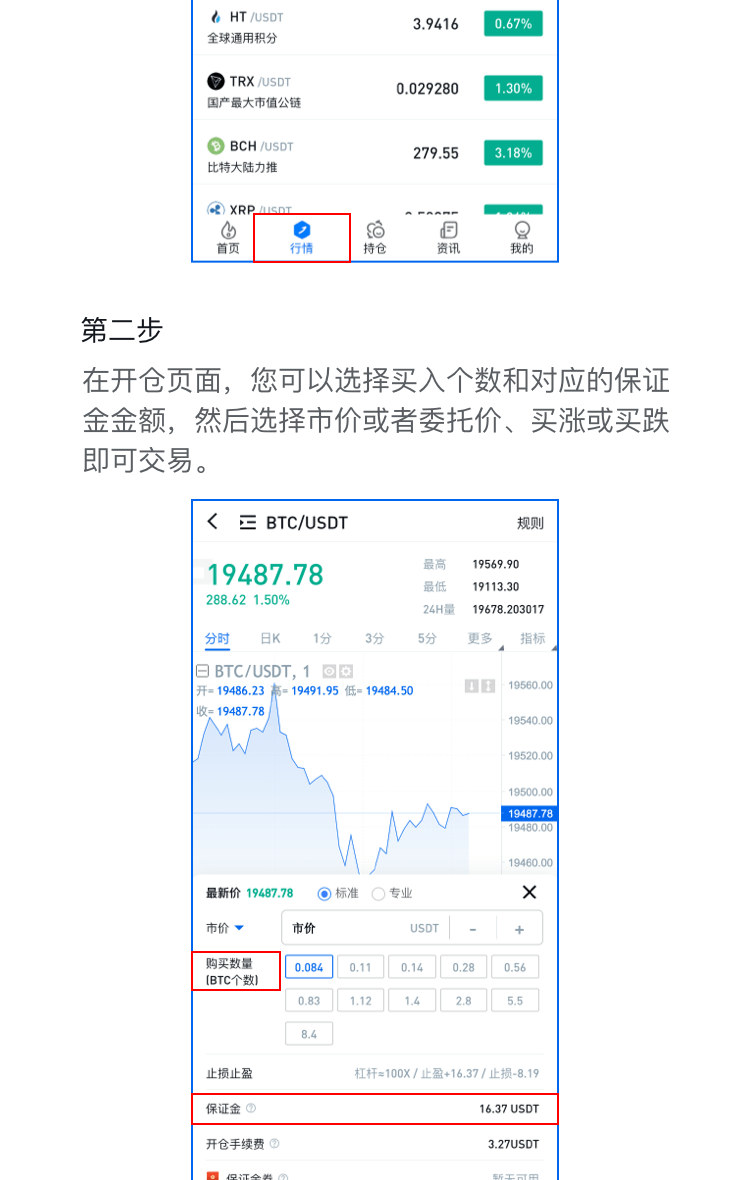 HT /USDT 3.9416 0.67%
全球通用积分
TRX /USDT 0.029280 1.30%
国产最大市值公链
BCH /USDT 279.55 3.18%
比特大陆力推
XRP /USDT
首页 行情 持仓 资讯 我的
第二步
在开仓页面，您可以选择买入个数和对应的保证
金金额，然后选择市价或者委托价、买涨或买跌
即可交易。
BTC/USDT 规则
19487.78
288.62 1.50%
最高 19569.90
最低 19113.30
24H量 19678.203017
分时 日K 1分 3分 5分 更多 指标
BTC/USDT, 1
开= 19486.23 高= 19491.95 低= 19484.50
收= 19487.78
19560.00
19540.00
19520.00
19500.00
19487.78
19480.00
19460.00
最新价 19487.78 标准 专业
市价 市价 USDT - +
购买数量
(BTC个数)
0.084 0.11 0.14 0.28 0.56
0.83 1.12 1.4 2.8 5.5
8.4
止损止盈 杠杆≈100X / 止盈+16.37 / 止损-8.19
保证金 16.37 USDT
开仓手续费 3.27USDT
保证金券 暂无可用